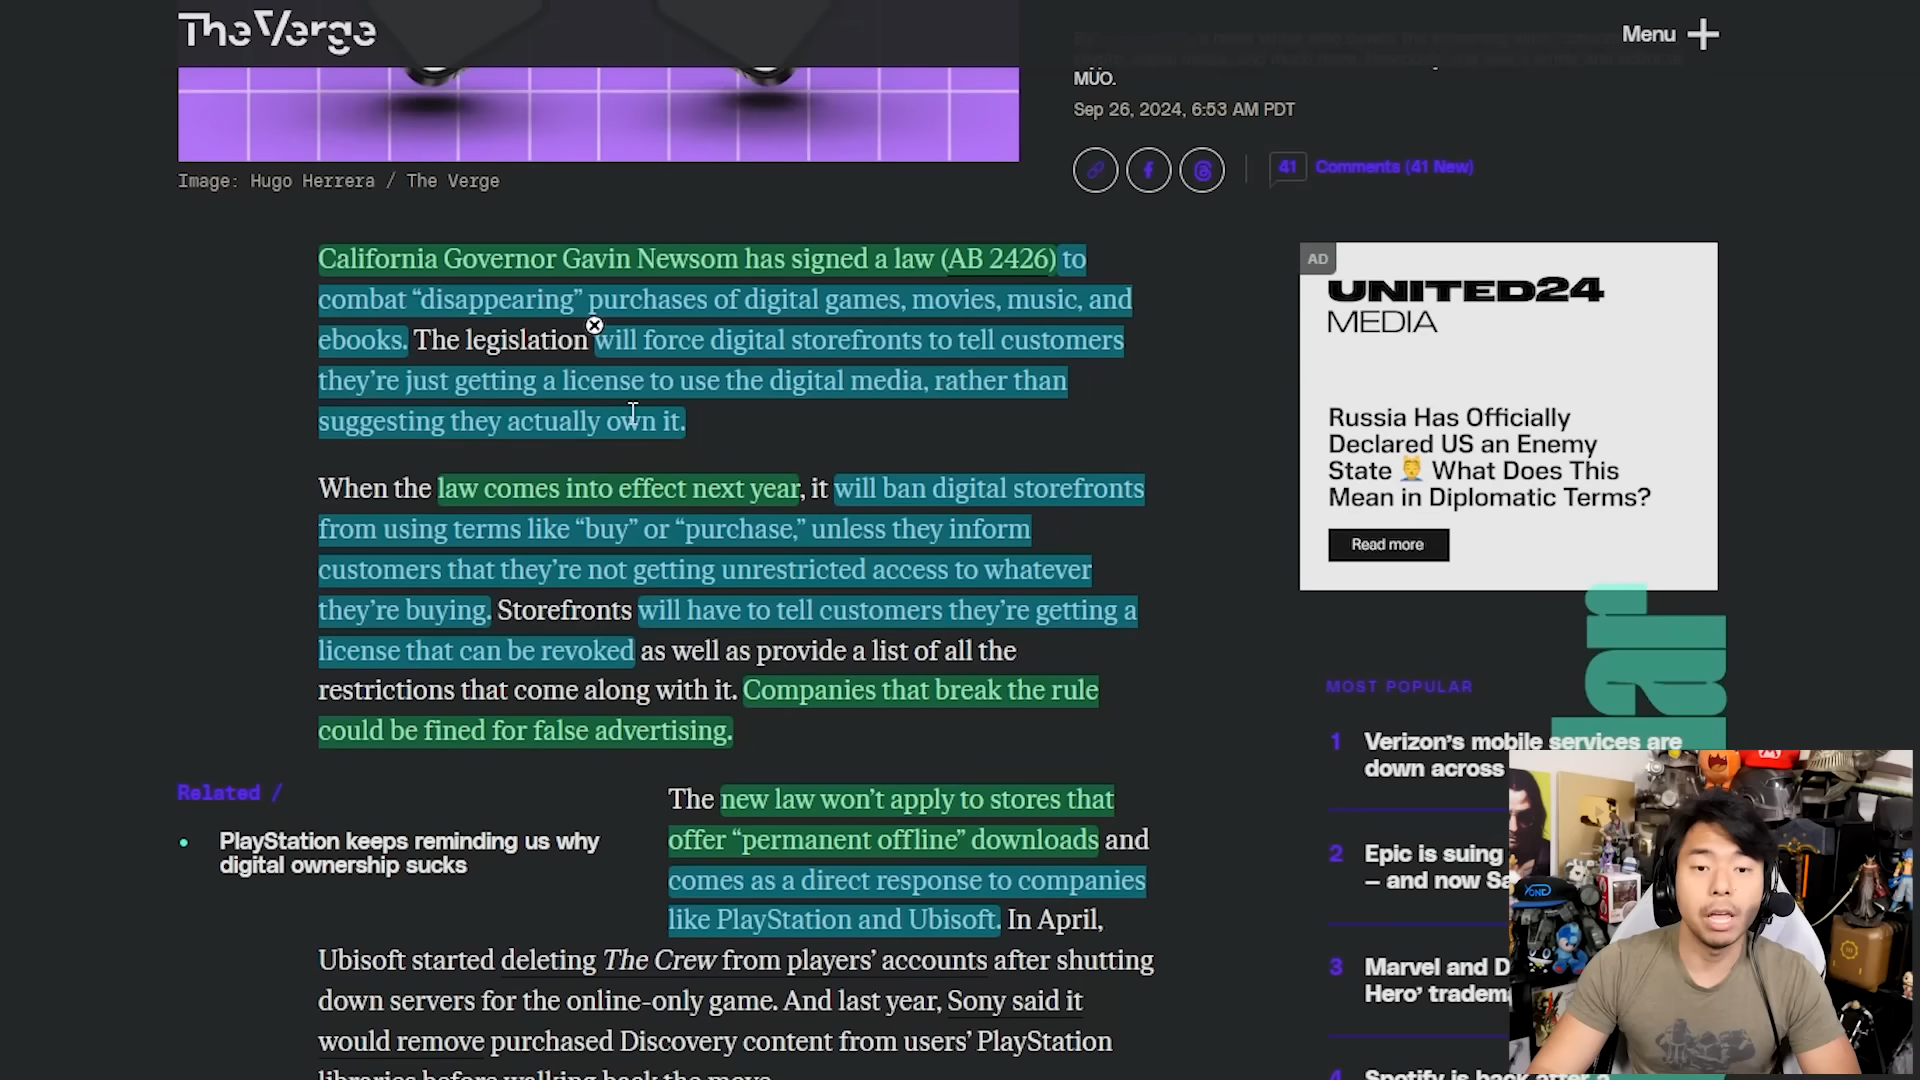 The Verge
Menu
MUO.
Sep 26, 2024, 6:53 AM PDT
41 Comments (41 New)
Image: Hugo Herrera / The Verge
California Governor Gavin Newsom has signed a law (AB 2426) to
combat “disappearing” purchases of digital games, movies, music, and
ebooks. The legislation will force digital storefronts to tell customers
they’re just getting a license to use the digital media, rather than
suggesting they actually own it.
When the law comes into effect next year, it will ban digital storefronts
from using terms like “buy” or “purchase,” unless they inform
customers that they’re not getting unrestricted access to whatever
they’re buying. Storefronts will have to tell customers they’re getting a
license that can be revoked as well as provide a list of all the
restrictions that come along with it. Companies that break the rule
could be fined for false advertising.
Related /
PlayStation keeps reminding us why
digital ownership sucks
The new law won’t apply to stores that
offer “permanent offline” downloads and
comes as a direct response to companies
like PlayStation and Ubisoft. In April,
Ubisoft started deleting The Crew from players’ accounts after shutting
down servers for the online-only game. And last year, Sony said it
would remove purchased Discovery content from users’ PlayStation
libraries before walking back the move.
AD
UNITED24
MEDIA
Russia Has Officially
Declared US an Enemy
State 🤦 What Does This
Mean in Diplomatic Terms?
Read more
MOST POPULAR
1 Verizon’s mobile services are
down across
2 Epic is suing
– and now Sa
3 Marvel and D
Hero’ tradem
4 Spotify is back after a